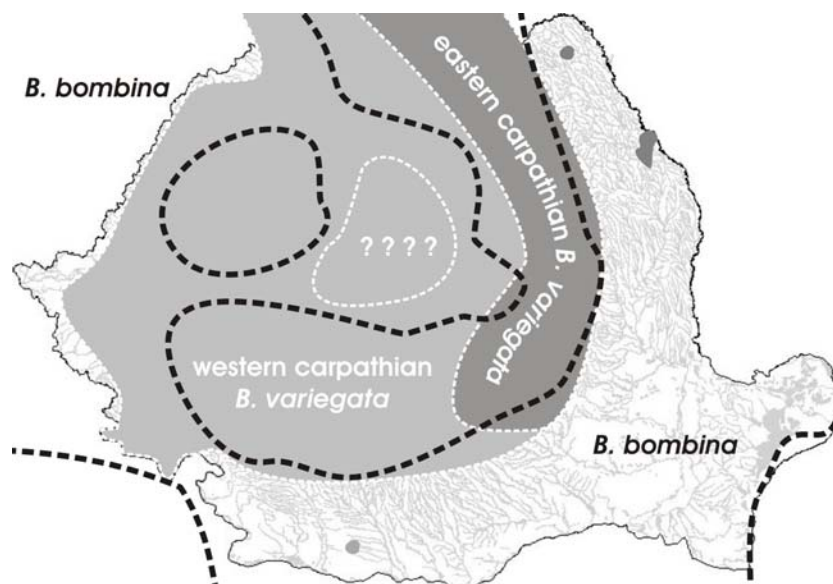 B. bombina
eastern carpathian B. variegata
? ? ? ?
western carpathian
B. variegata
B. bombina